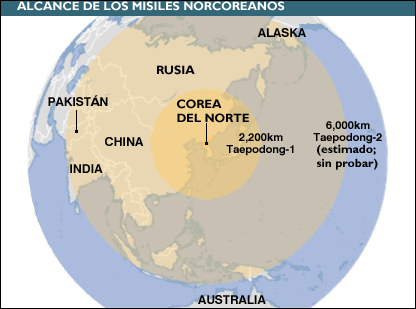 ALCANCE DE LOS MISILES NORCOREANOS
ALASKA
RUSIA
PAKISTÁN
COREA
DEL NORTE
CHINA
2,200km
Taepodong-1
6,000km
Taepodong-2
(estimado;
sin probar)
INDIA
AUSTRALIA